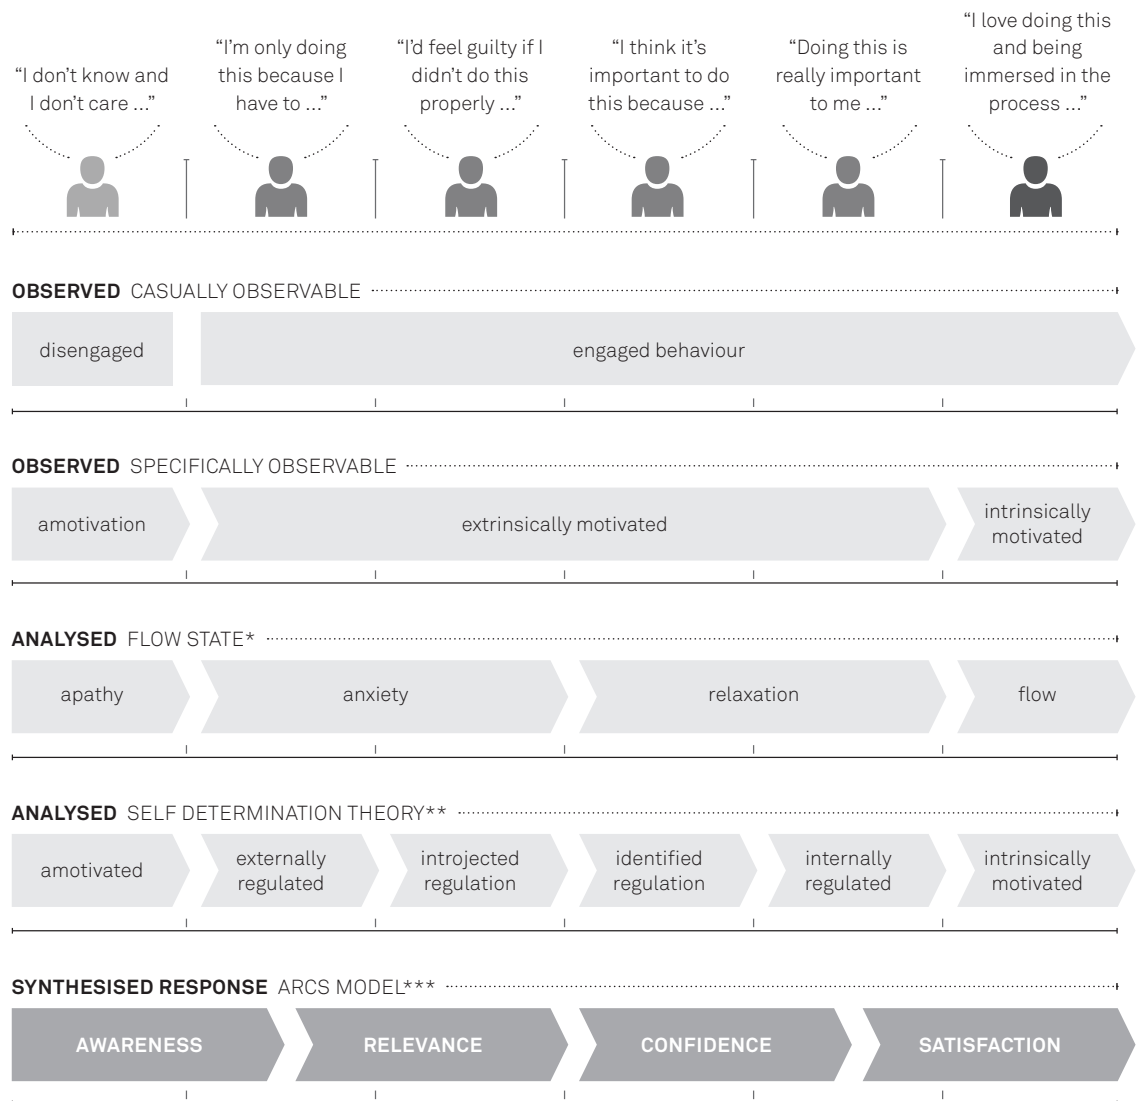 “I don’t know and
I don’t care ...”
“I’m only doing
this because I
have to ...”
“I’d feel guilty if I
didn’t do this
properly ...”
“I think it’s
important to do
this because ...”
“Doing this is
really important
to me ...”
“I love doing this
and being
immersed in the
process ...”
OBSERVED CASUALLY OBSERVABLE
disengaged
engaged behaviour
OBSERVED SPECIFICALLY OBSERVABLE
amotivation
extrinsically motivated
intrinsically
motivated
ANALYSED FLOW STATE*
apathy
anxiety
relaxation
flow
ANALYSED SELF DETERMINATION THEORY**
amotivated
externally
regulated
introjected
regulation
identified
regulation
internally
regulated
intrinsically
motivated
SYNTHESISED RESPONSE ARCS MODEL***
AWARENESS
RELEVANCE
CONFIDENCE
SATISFACTION